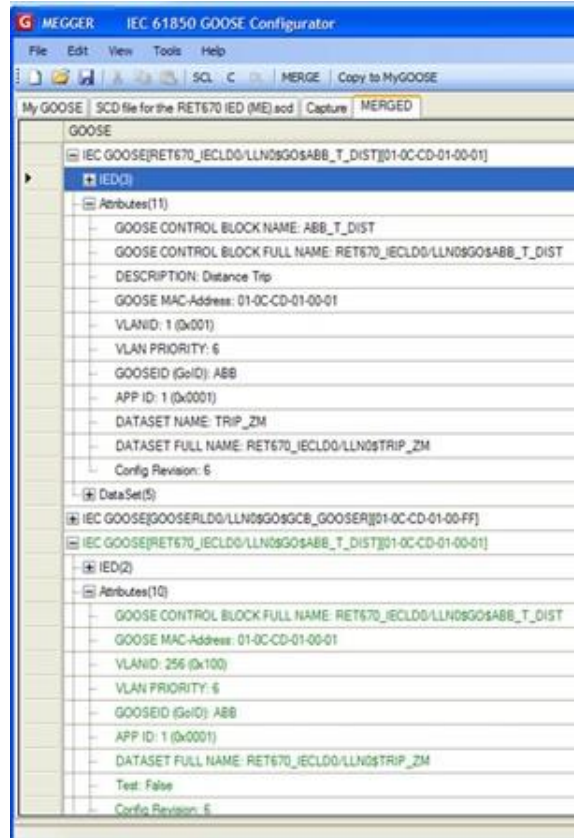 G MEGGER IEC 61850 GOOSE Configurator
File Edit View Tools Help
SCL C MERGE Copy to MyGOOSE
My GOOSE SCD file for the RET670 IED (ME).scd Capture MERGED
GOOSE
IEC GOOSE[RET670_IECLD0/LLN0$GO$ABB_T_DIST][01-0C-CD-01-00-01]
IED(3)
Attributes(11)
GOOSE CONTROL BLOCK NAME: ABB_T_DIST
GOOSE CONTROL BLOCK FULL NAME: RET670_IECLD0/LLN0$GO$ABB_T_DIST
DESCRIPTION: Distance Trip
GOOSE MAC-Address: 01-0C-CD-01-00-01
VLANID: 1 (0x001)
VLAN PRIORITY: 6
GOOSEID (GoID): ABB
APP ID: 1 (0x0001)
DATASET NAME: TRIP_ZM
DATASET FULL NAME: RET670_IECLD0/LLN0$TRIP_ZM
Config Revision: 6
DataSet(5)
IEC GOOSE[GOOSERLD0/LLN0$GO$GCB_GOOSER][01-0C-CD-01-00-FF]
IEC GOOSE[RET670_IECLD0/LLN0$GO$ABB_T_DIST][01-0C-CD-01-00-01]
IED(2)
Attributes(10)
GOOSE CONTROL BLOCK FULL NAME: RET670_IECLD0/LLN0$GO$ABB_T_DIST
GOOSE MAC-Address: 01-0C-CD-01-00-01
VLANID: 256 (0x100)
VLAN PRIORITY: 6
GOOSEID (GoID): ABB
APP ID: 1 (0x0001)
DATASET FULL NAME: RET670_IECLD0/LLN0$TRIP_ZM
Test: False
Config Revision: 6